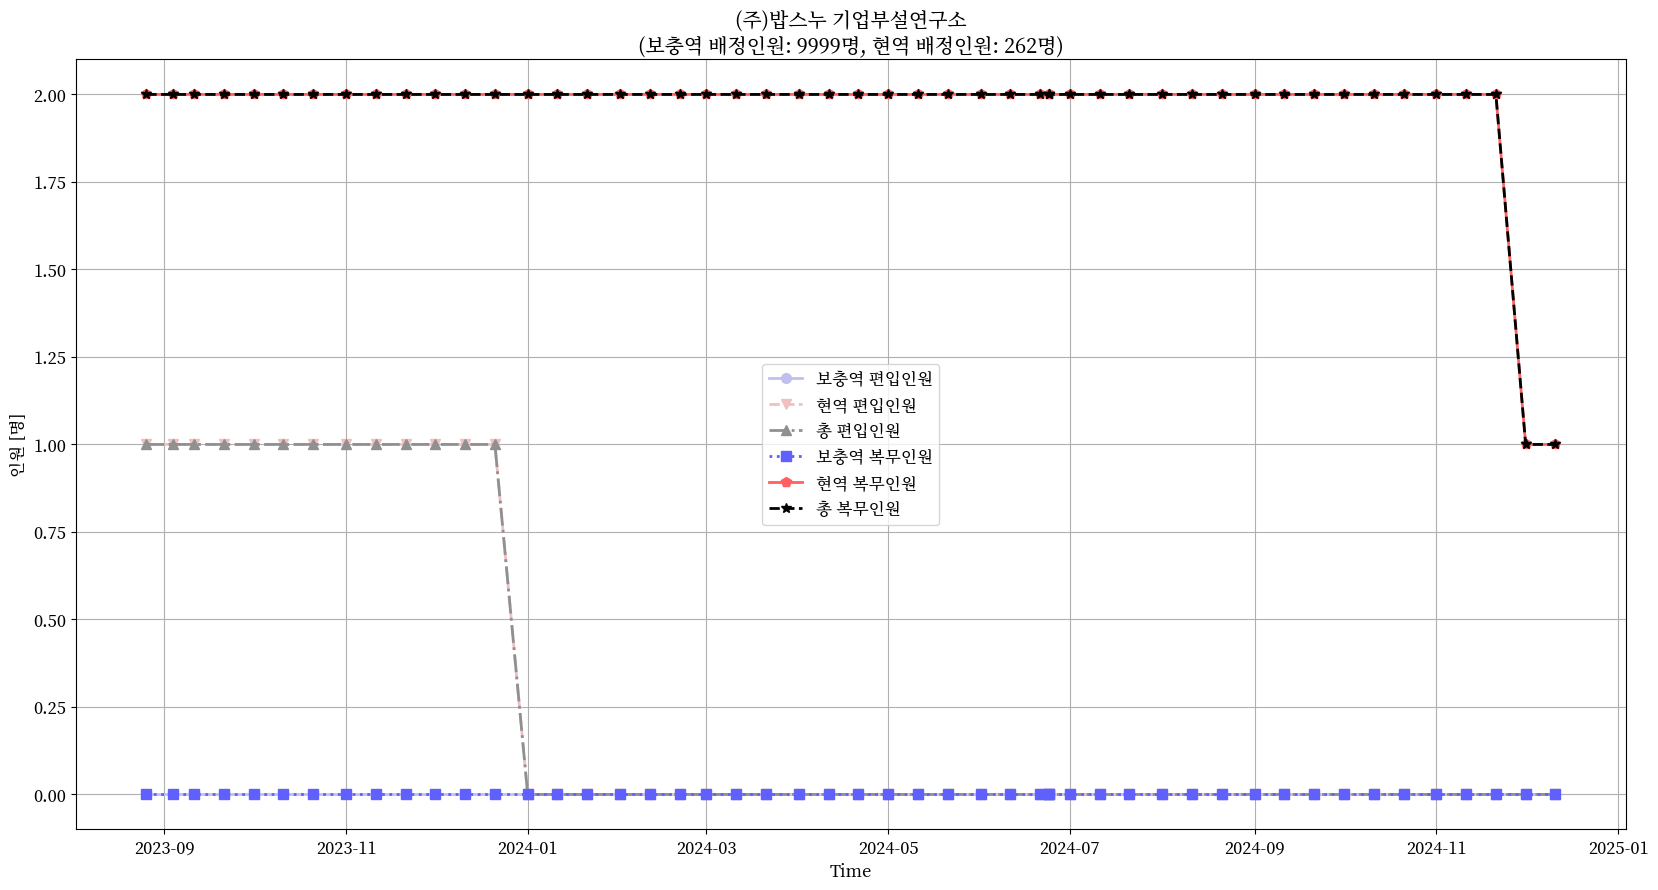 (주)밥스누 기업부설연구소
(보충역 배정인원: 9999명, 현역 배정인원: 262명)
인원 [명]
2.00
1.75
1.50
1.25
1.00
0.75
0.50
0.25
0.00
보충역 편입인원
현역 편입인원
총 편입인원
보충역 복무인원
현역 복무인원
총 복무인원
2023-09
2023-11
2024-01
2024-03
2024-05
2024-07
2024-09
2024-11
2025-01
Time